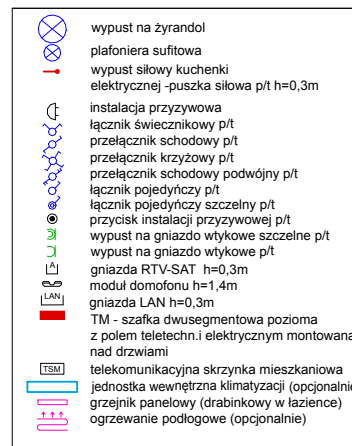 wypust na żyrandol
plafoniera sufitowa
wypust siłowy kuchenki
elektrycznej -puszka siłowa p/t h=0,3m
instalacja przyzywowa
łącznik świecznikowy p/t
przełącznik schodowy p/t
przełącznik krzyżowy p/t
przełącznik schodowy podwójny p/t
łącznik pojedyńczy p/t
łącznik pojedyńczy szczelny p/t
przycisk instalacji przyzywowej p/t
wypust na gniazdo wtykowe szczelne p/t
wypust na gniazdo wtykowe p/t
A gniazda RTV-SAT h=0,3m
moduł domofonu h=1,4m
LAN gniazda LAN h=0,3m
TM - szafka dwusegmentowa pozioma
z polem teletechn.i elektrycznym montowana
nad drzwiami
TSM telekomunikacyjna skrzynka mieszkaniowa
jednostka wewnętrzna klimatyzacji (opcjonalnie
grzejnik panelowy (drabinkowy w łazience)
ogrzewanie podłogowe (opcjonalnie)